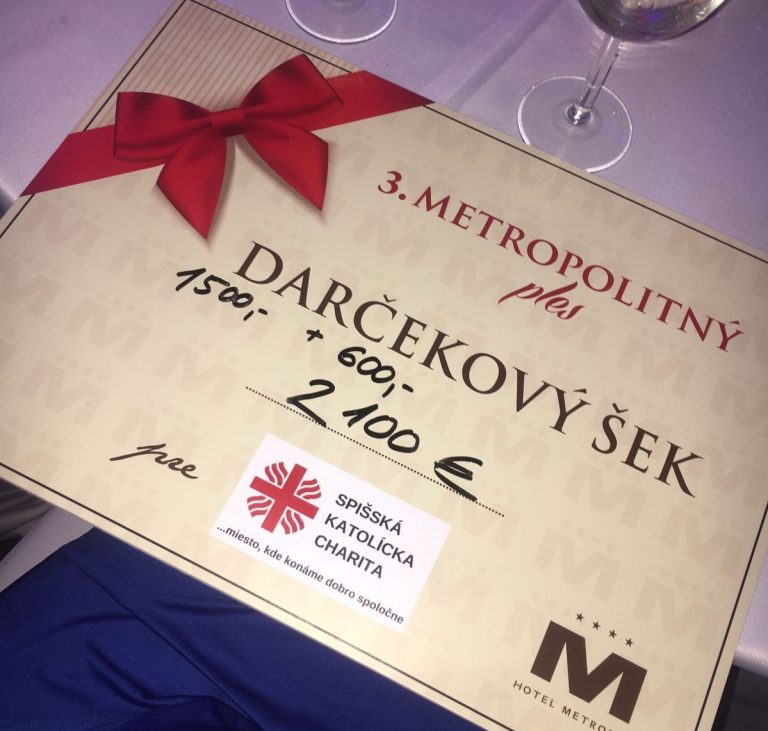 3. METROPOLITNÝ
ples
DARČEKOVÝ ŠEK
1500,-
+ 600,-
2 100 €
pre
SPIŠSKÁ
KATOLÍCKA
CHARITA
...miesto, kde konáme dobro spoločne
M
HOTEL